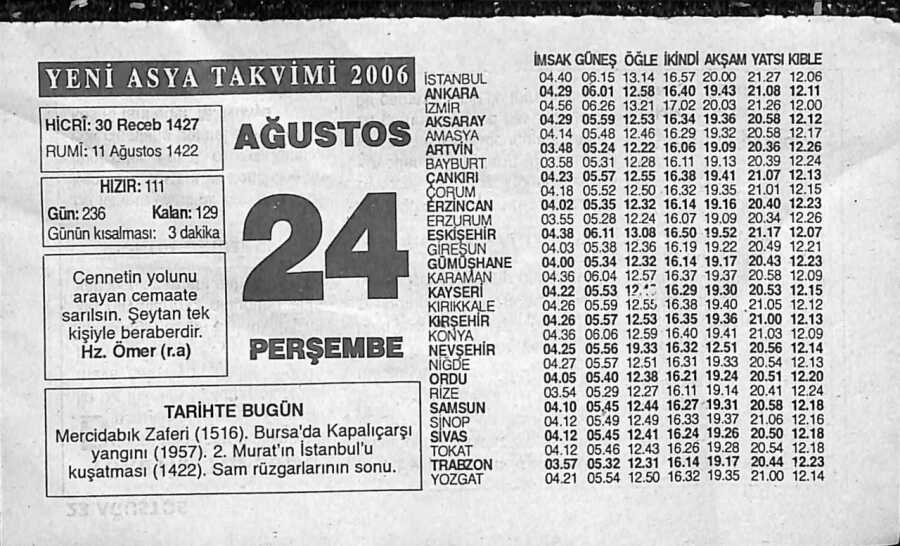 YENİ ASYA TAKVİMİ 2006
HİCRÎ: 30 Receb 1427
RUMİ: 11 Ağustos 1422
HIZIR: 111
Gün: 236 Kalan: 129
Günün kısalması: 3 dakika
Cennetin yolunu
arayan cemaate
sarılsın. Şeytan tek
kişiyle beraberdir.
Hz. Ömer (r.a)
AĞUSTOS
24
PERŞEMBE
TARİHTE BUGÜN
Mercidabık Zaferi (1516). Bursa'da Kapalıçarşı
yangını (1957). 2. Murat'ın İstanbul'u
kuşatması (1422). Sam rüzgarlarının sonu.
İMSAK GÜNEŞ ÖĞLE İKİNDİ AKŞAM YATSI KIBLE
İSTANBUL 04.40 06.15 13.14 16.57 20.00 21.27 12.06
ANKARA 04.29 06.01 12.58 16.40 19.43 21.08 12.11
İZMİR 04.56 06.26 13.21 17.02 20.03 21.26 12.00
AKSARAY 04.29 05.59 12.53 16.34 19.36 20.58 12.12
AMASYA 04.14 05.48 12.46 16.29 19.32 20.58 12.17
ARTVİN 03.48 05.24 12.22 16.06 19.09 20.36 12.26
BAYBURT 03.58 05.31 12.28 16.11 19.13 20.39 12.24
ÇANKIRI 04.23 05.57 12.55 16.38 19.41 21.07 12.13
ÇORUM 04.18 05.52 12.50 16.32 19.35 21.01 12.15
ERZİNCAN 04.02 05.35 12.32 16.14 19.16 20.40 12.23
ERZURUM 03.55 05.28 12.24 16.07 19.09 20.34 12.26
ESKİŞEHİR 04.38 06.11 13.08 16.50 19.52 21.17 12.07
GİRESUN 04.03 05.38 12.36 16.19 19.22 20.49 12.21
GÜMÜŞHANE 04.00 05.34 12.32 16.14 19.17 20.43 12.23
KARAMAN 04.36 06.04 12.57 16.37 19.37 20.58 12.09
KAYSERİ 04.22 05.53 16.29 19.30 20.53 12.15
KIRIKKALE 04.26 05.59 12.55 16.38 19.40 21.05 12.12
KIRŞEHİR 04.26 05.57 12.53 16.35 19.36 21.00 12.13
KONYA 04.36 06.06 12.59 16.40 19.41 21.03 12.09
NEVŞEHİR 04.25 05.56 19.33 16.32 12.51 20.56 12.14
NİĞDE 04.27 05.57 12.51 16.31 19.33 20.54 12.13
ORDU 04.05 05.40 12.38 16.21 19.24 20.51 12.20
RİZE 03.54 05.29 12.27 16.11 19.14 20.41 12.24
SAMSUN 04.10 05.45 12.44 16.27 19.31 20.58 12.18
SİNOP 04.12 05.49 12.49 16.33 19.37 21.06 12.16
SİVAS 04.12 05.45 12.41 16.24 19.26 20.50 12.18
TOKAT 04.12 05.46 12.43 16.26 19.28 20.54 12.18
TRABZON 03.57 05.32 12.31 16.14 19.17 20.44 12.23
YOZGAT 04.21 05.54 12.50 16.32 19.35 21.00 12.14